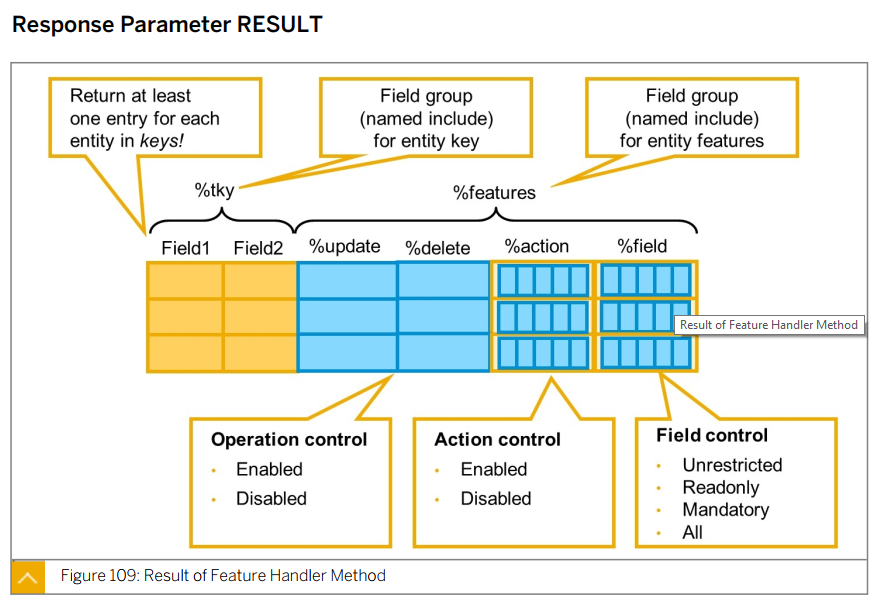 Response Parameter RESULT
Return at least
one entry for each
entity in keys!
Field group
(named include)
for entity key
Field group
(named include)
for entity features
%tky
%features
Field1 Field2 %update %delete %action %field
Result of Feature Handler Method
Operation control
• Enabled
• Disabled
Action control
• Enabled
• Disabled
Field control
• Unrestricted
• Readonly
• Mandatory
• All
Figure 109: Result of Feature Handler Method